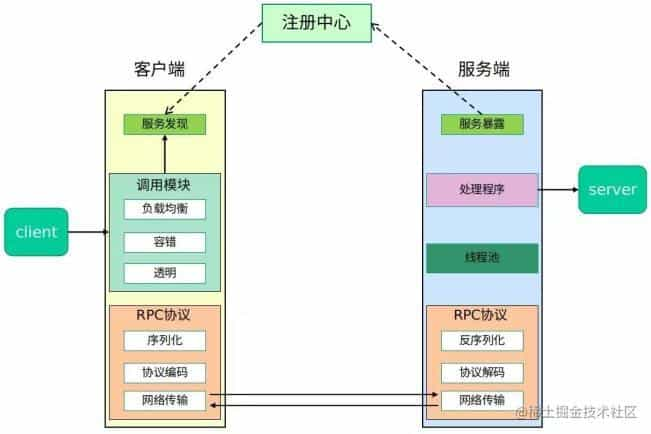 注册中心
客户端
服务发现
调用模块
负载均衡
容错
透明
client
RPC协议
序列化
协议编码
网络传输
服务端
服务暴露
处理程序
server
线程池
RPC协议
反序列化
协议解码
网络传输
@稀土掘金技术社区